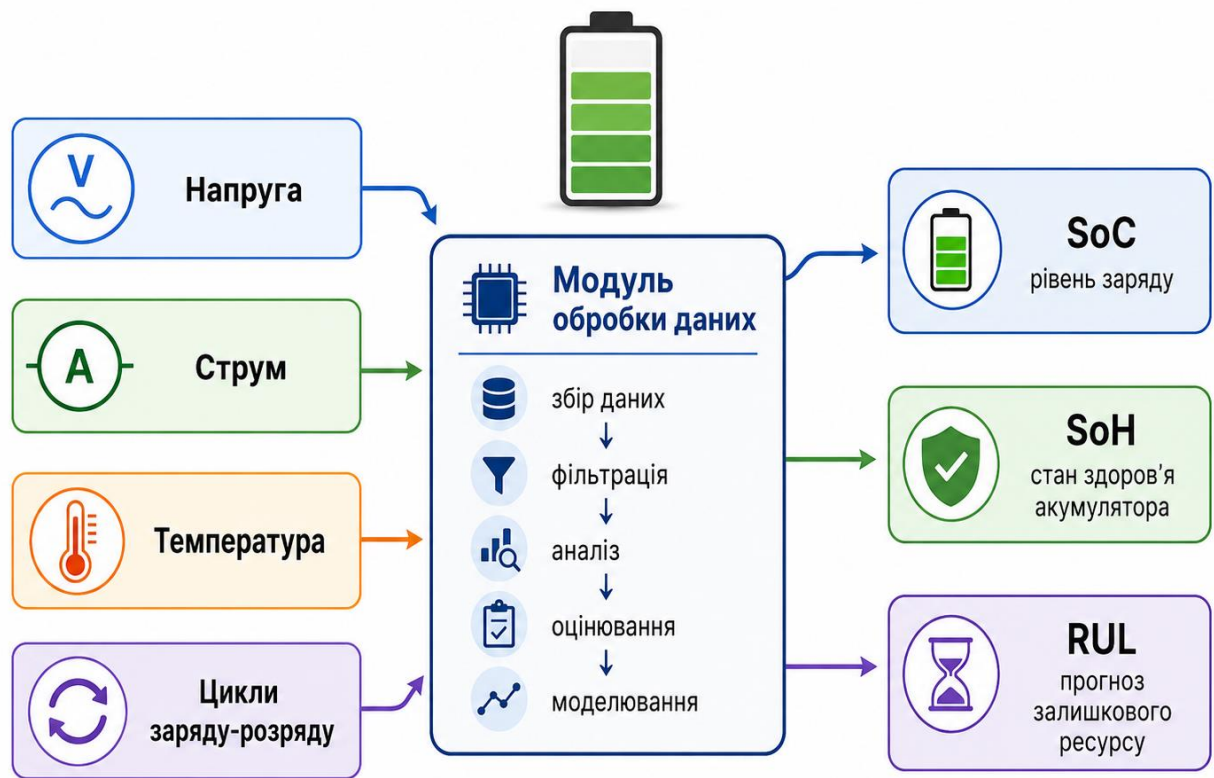 V
Напруга
A
Струм
Температура
Цикли
заряду-розряду
Модуль
обробки даних
збір даних
фільтрація
аналіз
оцінювання
моделювання
SoC
рівень заряду
SoH
стан здоров'я
акумулятора
RUL
прогноз
залишкового
ресурсу